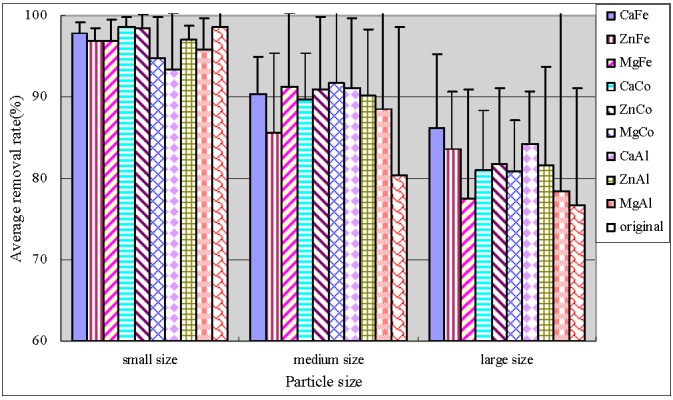 100
90
80
70
60
Average removal rate(%)
small size
medium size
large size
Particle size
CaFe
ZnFe
MgFe
CaCo
ZnCo
MgCo
CaAl
ZnAl
MgAl
original